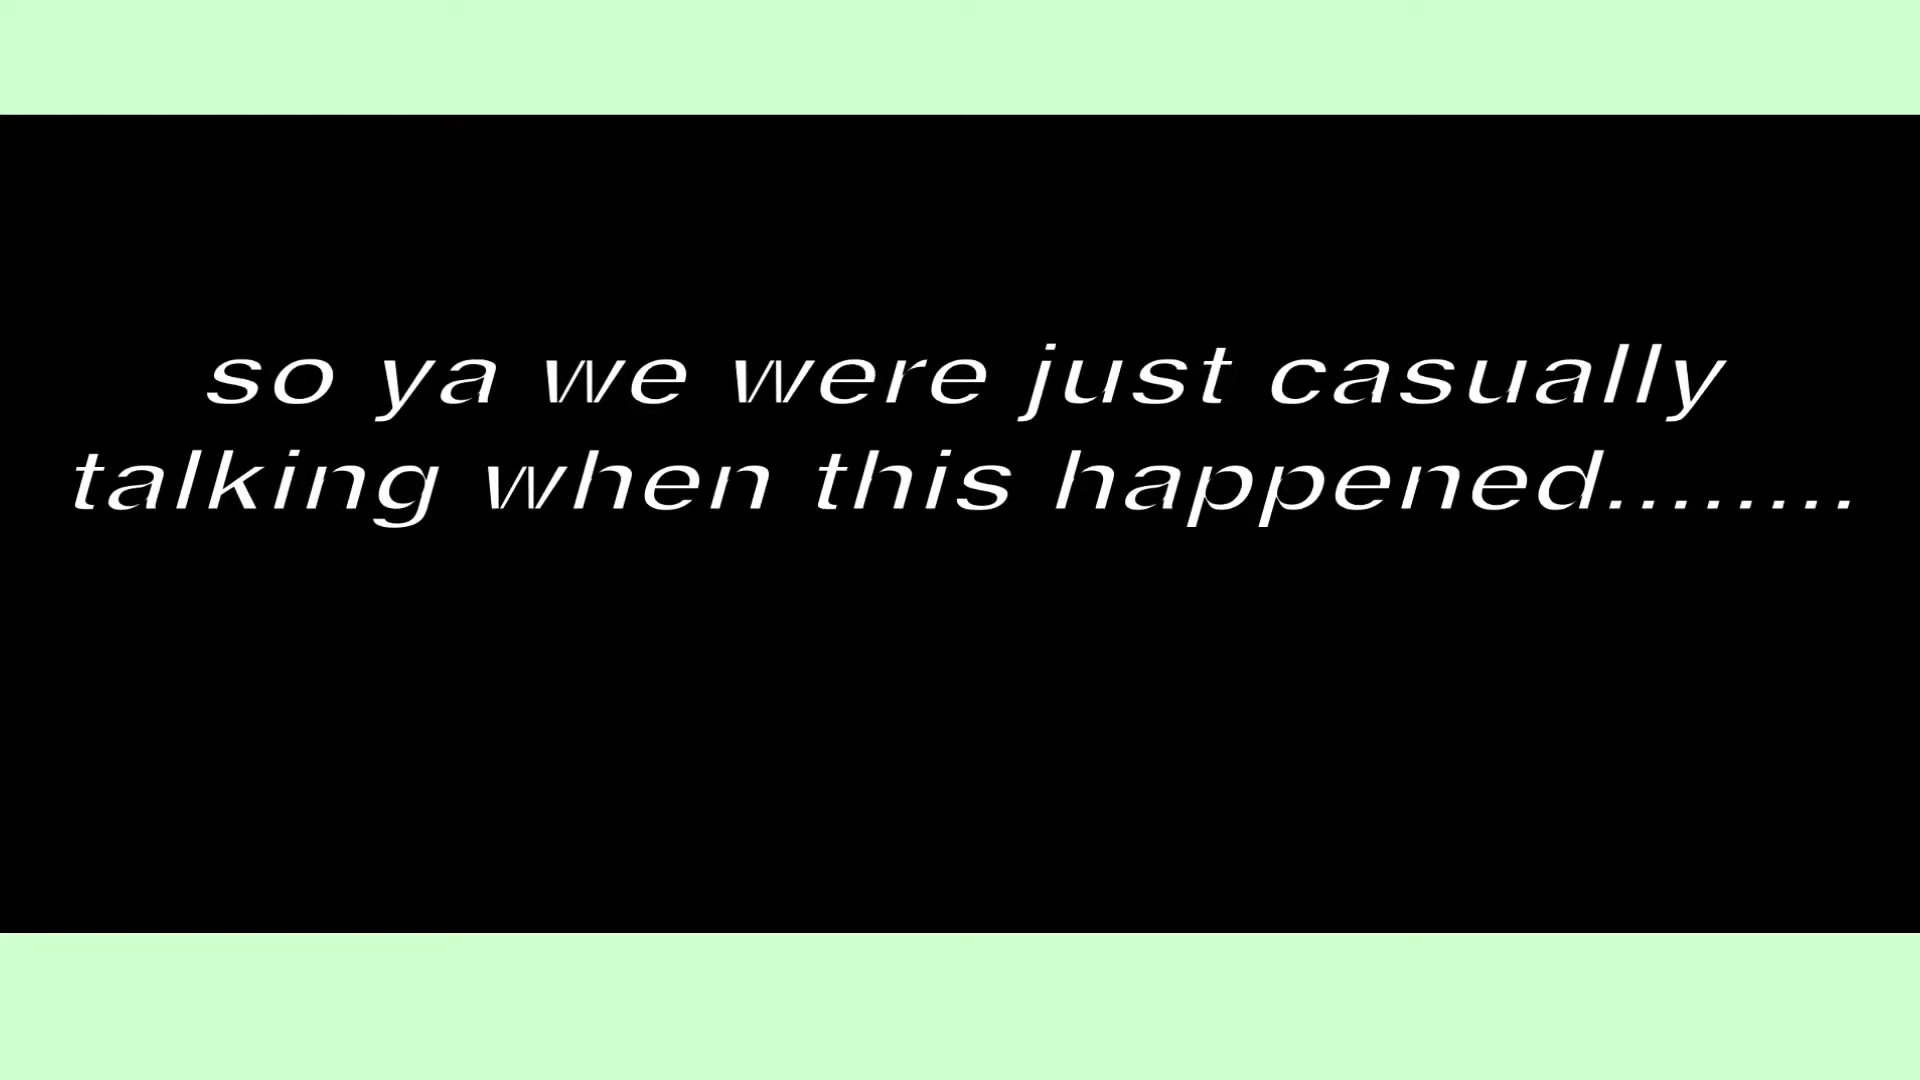 so ya we were just casually
talking when this happened........